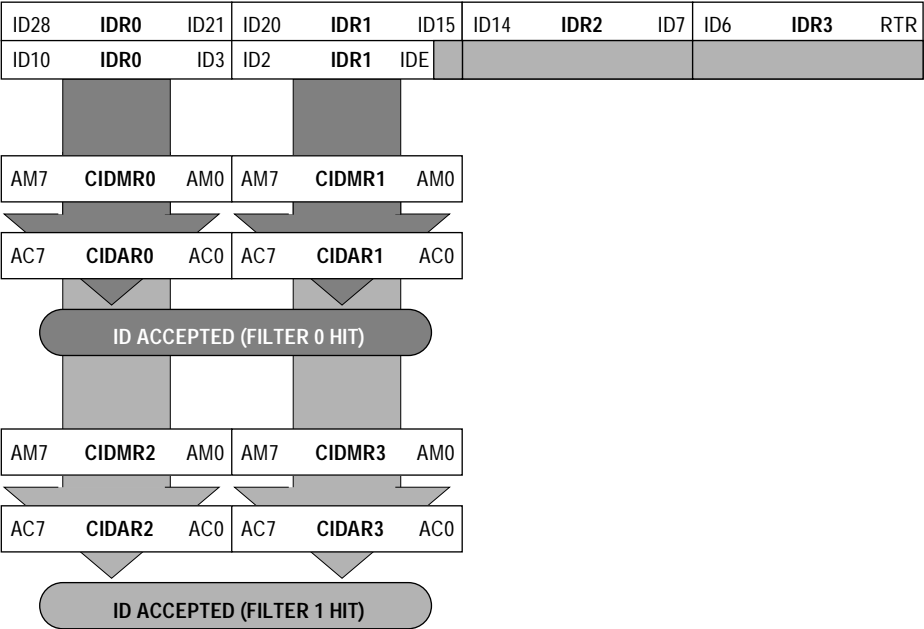 ID28 IDR0 ID21 ID20 IDR1 ID15 ID14 IDR2 ID7 ID6 IDR3 RTR
ID10 IDR0 ID3 ID2 IDR1 IDE
AM7 CIDMR0 AM0 AM7 CIDMR1 AM0
AC7 CIDAR0 AC0 AC7 CIDAR1 AC0
ID ACCEPTED (FILTER 0 HIT)
AM7 CIDMR2 AM0 AM7 CIDMR3 AM0
AC7 CIDAR2 AC0 AC7 CIDAR3 AC0
ID ACCEPTED (FILTER 1 HIT)